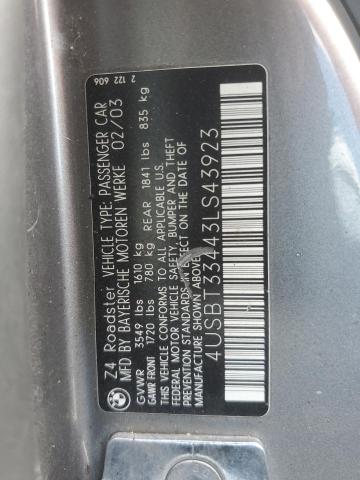 2 122 606
Z4 Roadster VEHICLE TYPE: PASSENGER CAR
MFD BY BAYERISCHE MOTOREN WERKE 02/03
GVWR 3549 lbs 1610 kg
GAWR FRONT 1720 lbs 780 kg REAR 1841 lbs 835 kg
THIS VEHICLE CONFORMS TO ALL APPLICABLE U.S.
FEDERAL MOTOR VEHICLE SAFETY, BUMPER AND THEFT
PREVENTION STANDARDS IN EFFECT ON THE DATE OF
MANUFACTURE SHOWN ABOVE.
4USBT33443LS43923